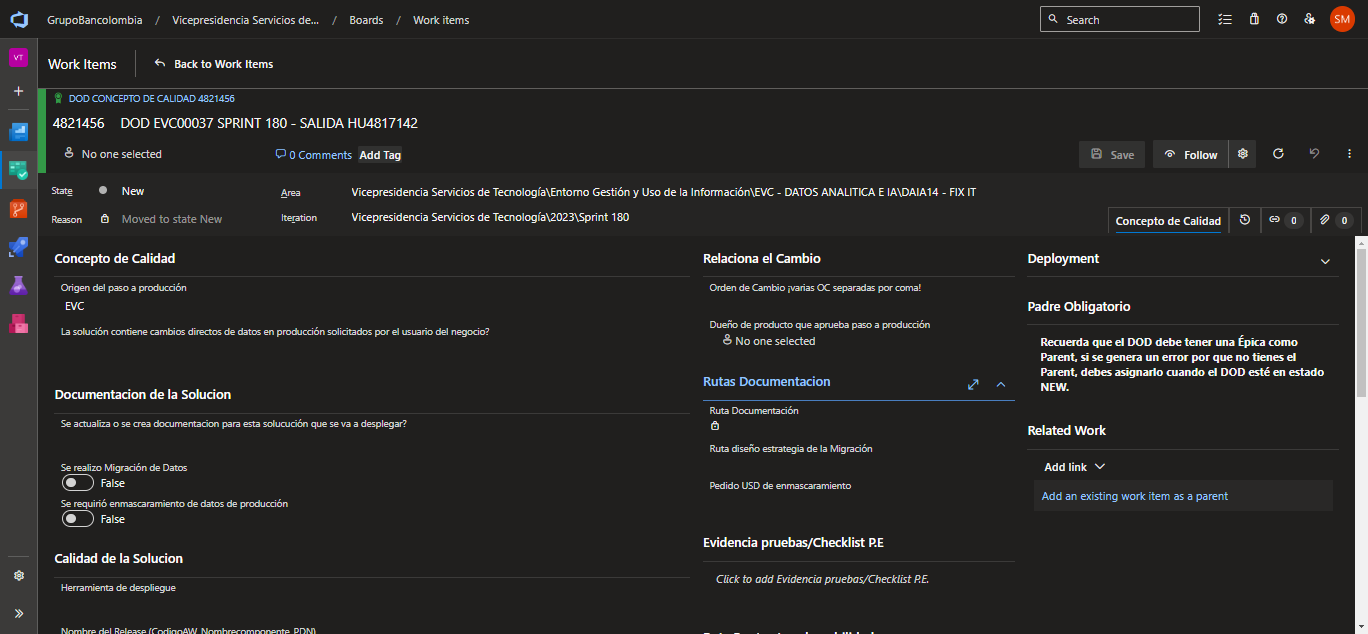 GrupoBancolombia / Vicepresidencia Servicios de... / Boards / Work items
Search
SM
VT
Work Items
Back to Work Items
DOD CONCEPTO DE CALIDAD 4821456
4821456 DOD EVC00037 SPRINT 180 - SALIDA HU4817142
No one selected
0 Comments
Add Tag
Save
Follow
State
New
Area
Vicepresidencia Servicios de Tecnología\Entorno Gestión y Uso de la Información\EVC - DATOS ANALITICA E IA\DAIA14 - FIX IT
Reason
Moved to state New
Iteration
Vicepresidencia Servicios de Tecnología\2023\Sprint 180
Concepto de Calidad
0
0
Concepto de Calidad
Origen del paso a producción
EVC
La solución contiene cambios directos de datos en producción solicitados por el usuario del negocio?
Documentacion de la Solucion
Se actualiza o se crea documentacion para esta solucución que se va a desplegar?
Se realizo Migración de Datos
False
Se requirió enmascaramiento de datos de producción
False
Calidad de la Solucion
Herramienta de despliegue
Nombre del Release (CodigoAW_Nombrecomponente_PDN)
Relaciona el Cambio
Orden de Cambio ¡varias OC separadas por coma!
Dueño de producto que aprueba paso a producción
No one selected
Rutas Documentacion
Ruta Documentación
Ruta diseño estrategia de la Migración
Pedido USD de enmascaramiento
Evidencia pruebas/Checklist P.E
Click to add Evidencia pruebas/Checklist P.E.
Deployment
Padre Obligatorio
Recuerda que el DOD debe tener una Épica como
Parent, si se genera un error por que no tienes el
Parent, debes asignarlo cuando el DOD esté en estado
NEW.
Related Work
Add link
Add an existing work item as a parent